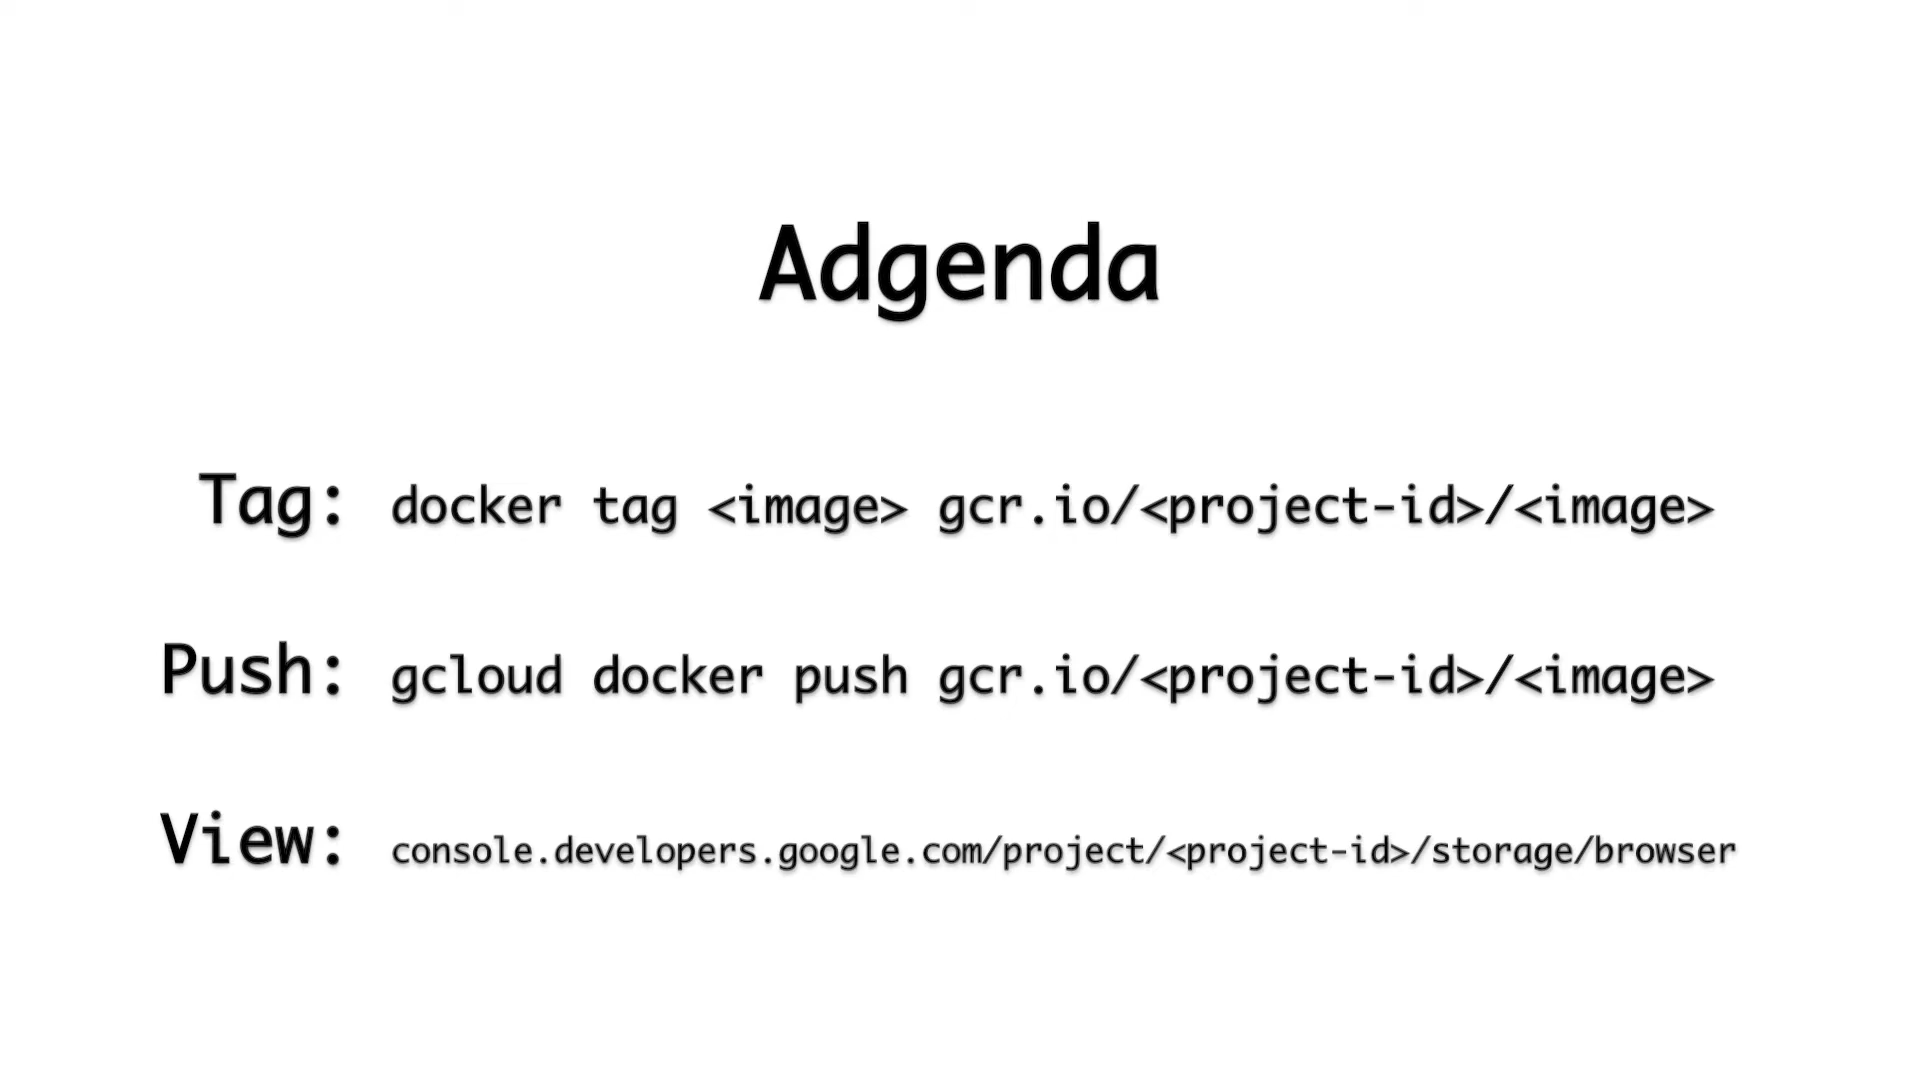 Adgenda
Tag: docker tag <image> gcr.io/<project-id>/<image>
Push: gcloud docker push gcr.io/<project-id>/<image>
View: console.developers.google.com/project/<project-id>/storage/browser